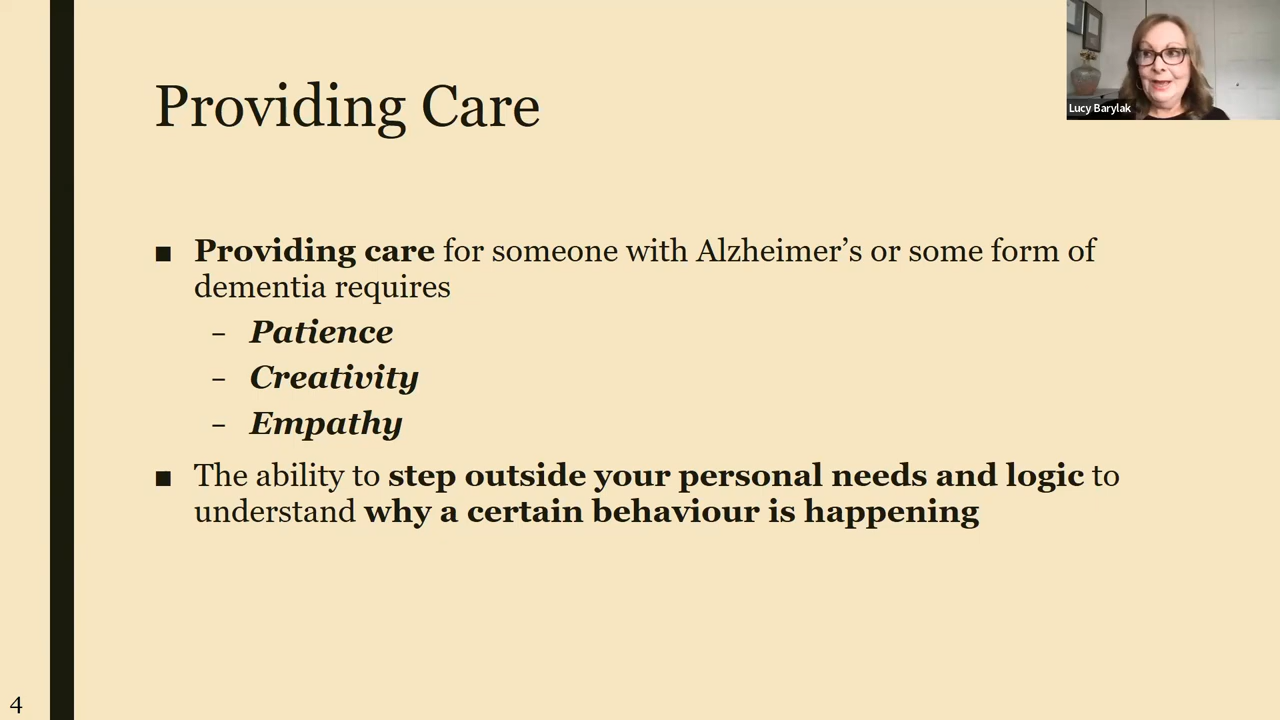 Providing Care
Lucy Barylak
■ Providing care for someone with Alzheimer’s or some form of
dementia requires
– Patience
– Creativity
– Empathy
■ The ability to step outside your personal needs and logic to
understand why a certain behaviour is happening
4